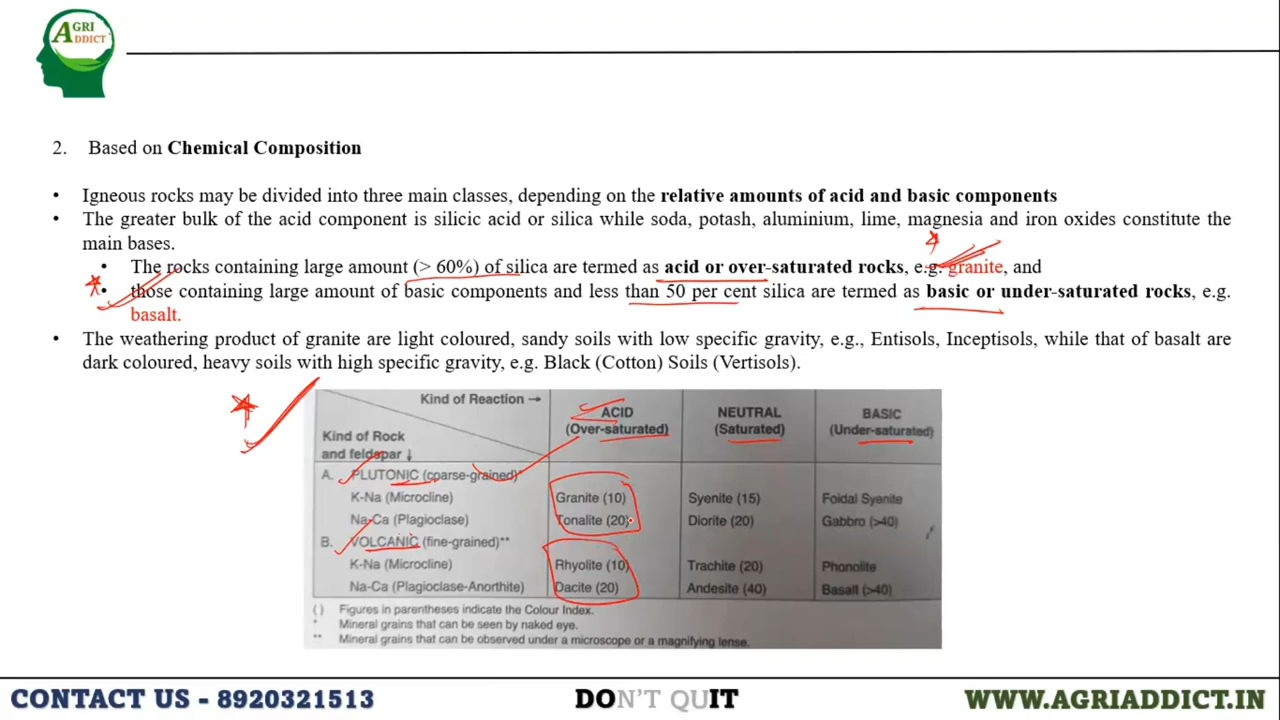 AGRI
ADDICT
2. Based on Chemical Composition
• Igneous rocks may be divided into three main classes, depending on the relative amounts of acid and basic components
• The greater bulk of the acid component is silicic acid or silica while soda, potash, aluminium, lime, magnesia and iron oxides constitute the
main bases.
• The rocks containing large amount (> 60%) of silica are termed as acid or over-saturated rocks, e.g. granite, and
• those containing large amount of basic components and less than 50 per cent silica are termed as basic or under-saturated rocks, e.g.
basalt.
• The weathering product of granite are light coloured, sandy soils with low specific gravity, e.g., Entisols, Inceptisols, while that of basalt are
dark coloured, heavy soils with high specific gravity, e.g. Black (Cotton) Soils (Vertisols).
Kind of Reaction → ACID NEUTRAL BASIC
(Over-saturated) (Saturated) (Under-saturated)
Kind of Rock
and feldspar ↓
A. PLUTONIC (coarse-grained)*
K-Na (Microcline) Granite (10) Syenite (15) Foidal Syenite
Na-Ca (Plagioclase) Tonalite (20) Diorite (20) Gabbro (>40)
B. VOLCANIC (fine-grained)**
K-Na (Microcline) Rhyolite (10) Trachite (20) Phonolite
Na-Ca (Plagioclase-Anorthite) Dacite (20) Andesite (40) Basalt (>40)
( ) Figures in parentheses indicate the Colour Index.
* Mineral grains that can be seen by naked eye.
** Mineral grains that can be observed under a microscope or a magnifying lense.
CONTACT US - 8920321513 DON'T QUIT WWW.AGRIADDICT.IN